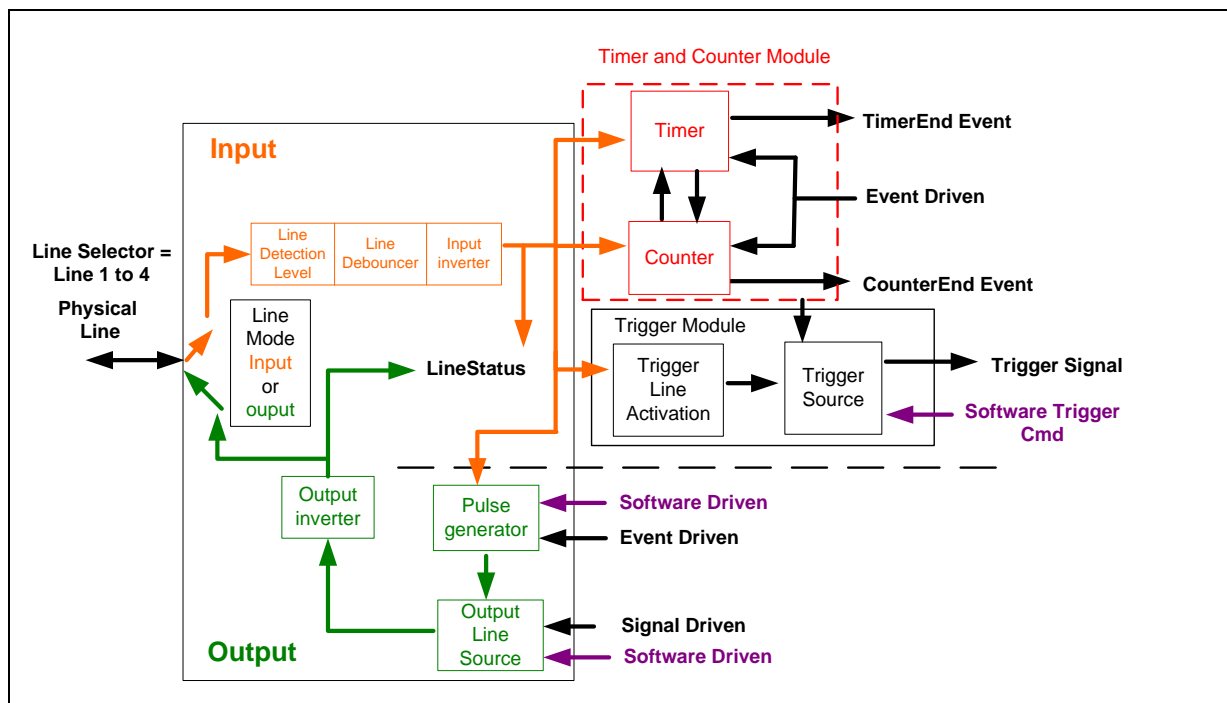 Timer and Counter Module
Timer
TimerEnd Event
Event Driven
Counter
CounterEnd Event
Input
Line
Detection
Level
Line
Debouncer
Input
inverter
Line Selector =
Line 1 to 4
Physical
Line
Line
Mode
Input
or
ouput
LineStatus
Trigger Module
Trigger
Line
Activation
Trigger
Source
Trigger Signal
Software Trigger
Cmd
Output
inverter
Pulse
generator
Software Driven
Event Driven
Output
Line
Source
Signal Driven
Software Driven
Output